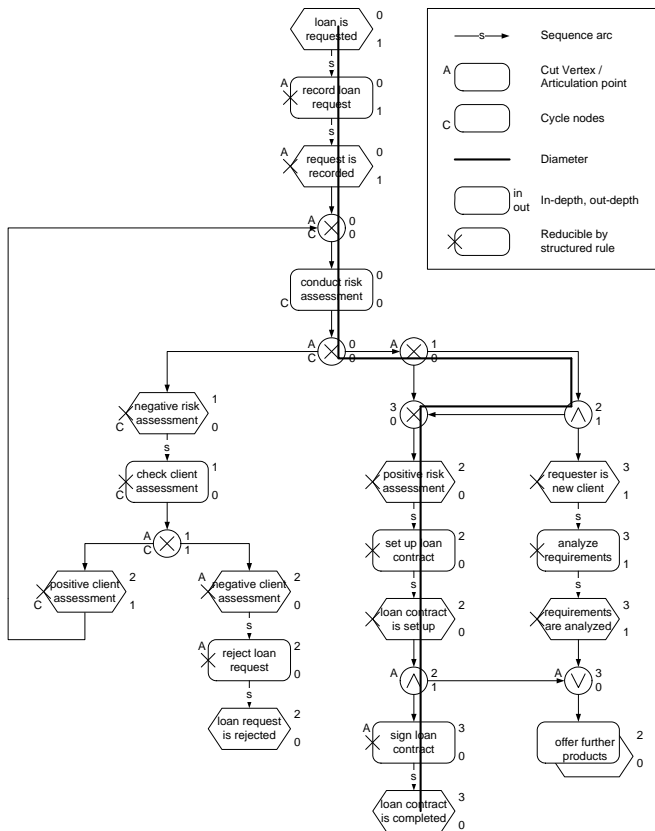 loan is
requested
0
1
s
A
record loan
request
0
1
s
A
request is
recorded
0
1
A
C
0
0
conduct risk
assessment
C
0
0
A
C
0
0
A
1
0
negative risk
assessment
C
1
0
s
check client
assessment
C
1
0
A
C
1
1
positive client
assessment
C
2
1
A
negative client
assessment
2
0
s
A
reject loan
request
2
0
s
loan request
is rejected
2
0
3
0
2
1
positive risk
assessment
2
0
s
set up loan
contract
2
0
s
loan contract
is set up
2
0
A
2
1
A
sign loan
contract
3
0
s
loan contract
is completed
3
0
requester is
new client
3
1
s
analyze
requirements
3
1
s
requirements
are analyzed
3
1
A
3
0
offer further
products
2
0
s
Sequence arc
A
Cut Vertex /
Articulation point
C
Cycle nodes
Diameter
in
out
In-depth, out-depth
Reducible by
structured rule